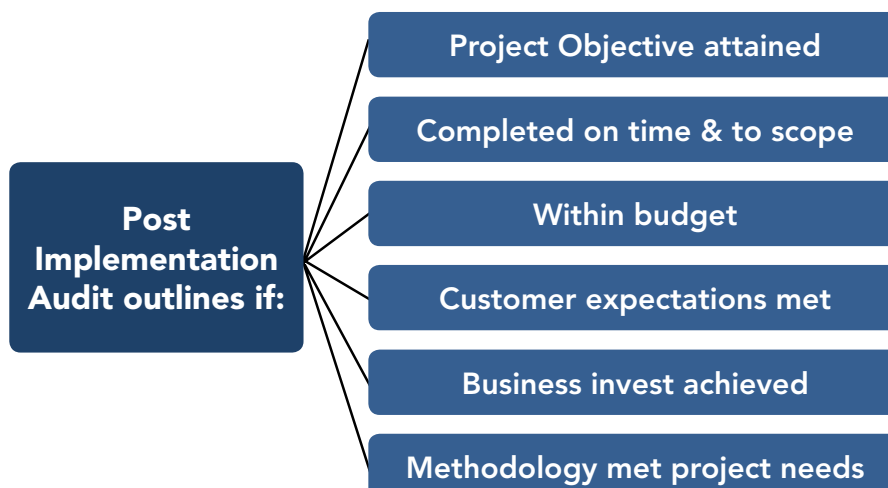 Post
Implementation
Audit outlines if:
Project Objective attained
Completed on time & to scope
Within budget
Customer expectations met
Business invest achieved
Methodology met project needs